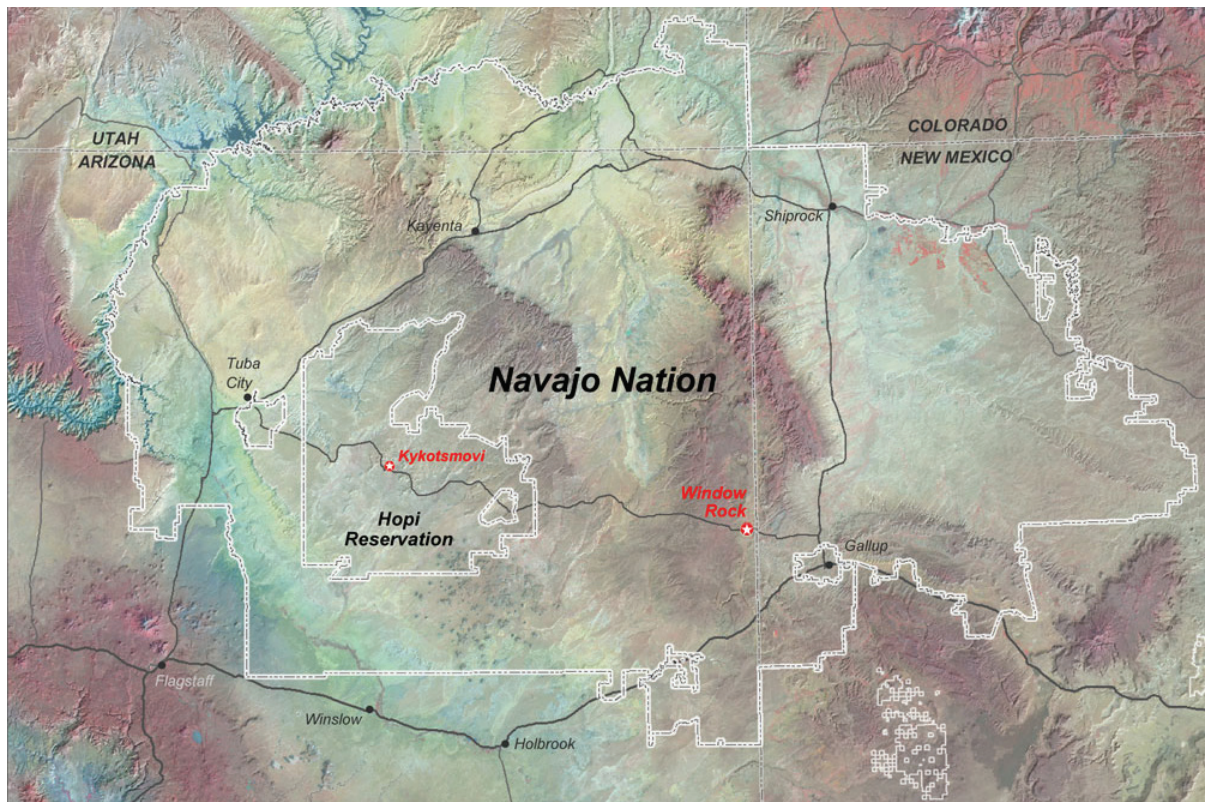 UTAH
ARIZONA
COLORADO
NEW MEXICO
Shiprock
Kayenta
Tuba
City
Navajo Nation
Kykotsmovi
Window
Rock
Hopi
Reservation
Gallup
Flagstaff
Winslow
Holbrook